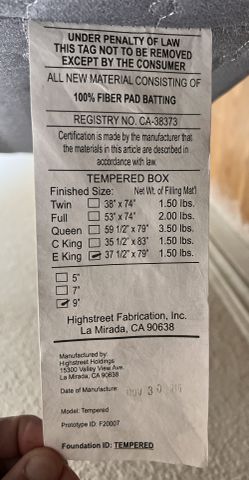 UNDER PENALTY OF LAW
THIS TAG NOT TO BE REMOVED
EXCEPT BY THE CONSUMER
ALL NEW MATERIAL CONSISTING OF
100% FIBER PAD BATTING
REGISTRY NO. CA-38373
Certification is made by the manufacturer that
the materials in this article are described in
accordance with law.
TEMPERED BOX
Finished Size: Net Wt. of Filling Mat'l
Twin 38" x 74" 1.50 lbs.
Full 53" x 74" 2.00 lbs.
Queen 59 1/2" x 79" 3.50 lbs.
C King 35 1/2" x 83" 1.50 lbs.
E King 37 1/2" x 79" 1.50 lbs.
5"
7"
9"
Highstreet Fabrication, Inc.
La Mirada, CA 90638
Manufactured by:
Highstreet Holdings
15300 Valley View Ave.
La Mirada, CA 90638
Date of Manufacture: NOV 30
Model: Tempered
Prototype ID: F20007
Foundation ID: TEMPERED